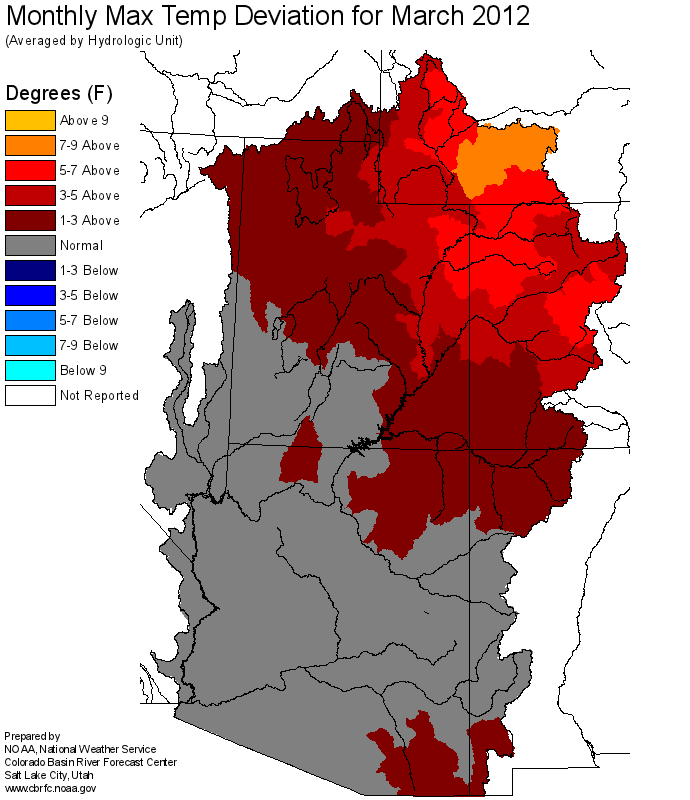 Monthly Max Temp Deviation for March 2012
(Averaged by Hydrologic Unit)
Degrees (F)
Above 9
7-9 Above
5-7 Above
3-5 Above
1-3 Above
Normal
1-3 Below
3-5 Below
5-7 Below
7-9 Below
Below 9
Not Reported
Prepared by
NOAA, National Weather Service
Colorado Basin River Forecast Center
Salt Lake City, Utah
www.cbrfc.noaa.gov